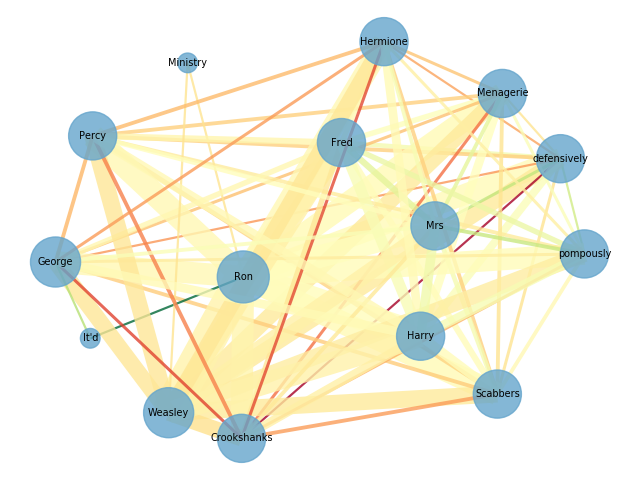 Hermione
Ministry
Menagerie
Percy
Fred
defensively
Mrs
pompously
George
Ron
It'd
Harry
Scabbers
Weasley
Crookshanks